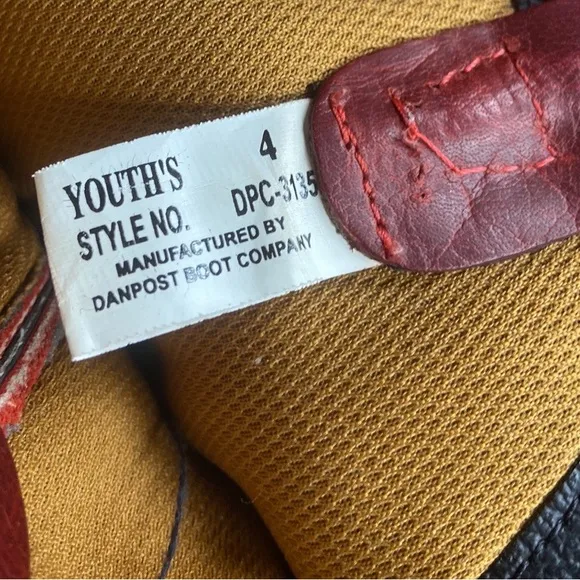 YOUTH'S 4
STYLE NO. DPC-3135
MANUFACTURED BY
DANPOST BOOT COMPANY